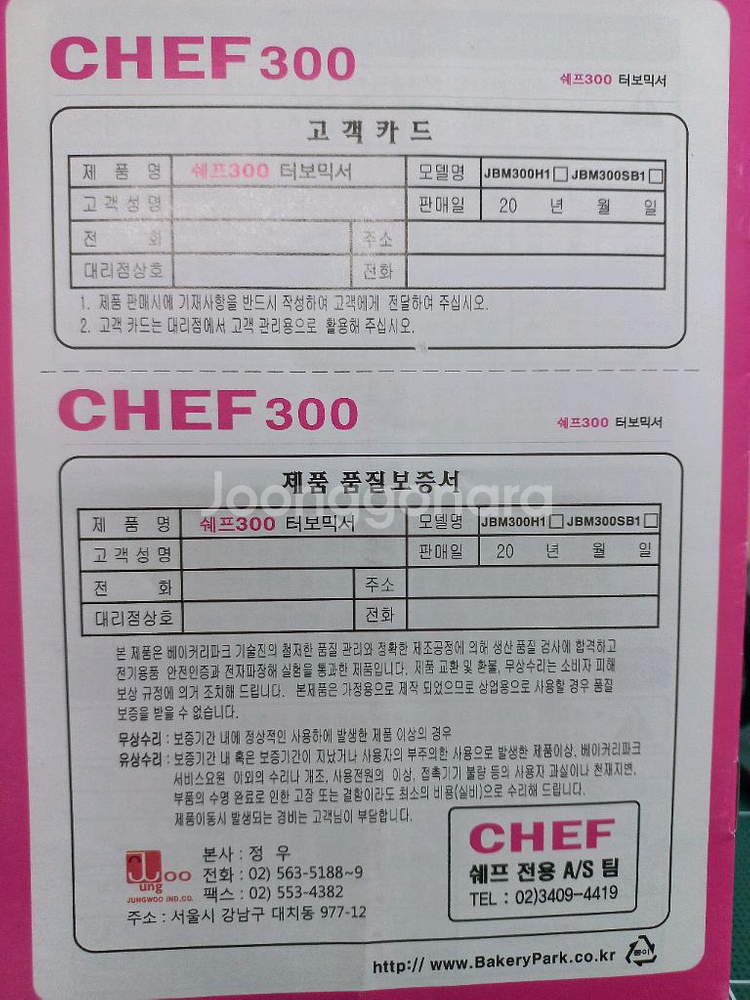 CHEF 300
쉐프300 터보믹서
고 객 카 드
제 품 명 쉐프300 터보믹서 모델명 JBM300H1 □ JBM300SB1 □
고 객 성 명 판매일 20 년 월 일
전 화 주소
대리점상호 전화
1. 제품 판매시에 기재사항을 반드시 작성하여 고객에게 전달하여 주십시오.
2. 고객 카드는 대리점에서 고객 관리용으로 활용해 주십시오.
CHEF 300
쉐프300 터보믹서
제품 품질보증서
Joonggonara
제 품 명 쉐프300 터보믹서 모델명 JBM300H1 □ JBM300SB1 □
고 객 성 명 판매일 20 년 월 일
전 화 주소
대리점상호 전화
본 제품은 베이커리파크 기술진의 철저한 품질 관리와 정확한 제조공정에 의혀 생산 품질 검사에 합격하고
전기용품 안전인증과 전자파장해 실험을 통과한 제품입니다. 제품 교환 및 환불, 무상수리는 소비자 피해
보상 규정에 의거 조치해 드립니다. 본제품은 가정용으로 제작 되었으므로 상업용으로 사용할 경우 품질
보증을 받을 수 없습니다.
무상수리 : 보증기간 내에 정상적인 사용하에 발생한 제품 이상의 경우
유상수리 : 보증기간 내 혹은 보증기간이 지났거나 사용자의 부주의한 사용으로 발생한 제품이상, 베이커리파크
서비스요원 이외의 수리나 개조, 사용전원의 이상, 접촉기기 불량 등의 사용자 과실이나 천재지변,
부품의 수명 완료로 인한 고장 또는 결함이라도 최소의 비용(실비)으로 수리해 드립니다.
제품이동시 발생되는 경비는 고객님이 부담합니다.
Joo
ung
JUNGWOO IND.CO.
본사 : 정 우
전화 : 02) 563-5188~9
팩스 : 02) 553-4382
주소 : 서울시 강남구 대치동 977-12
CHEF
쉐프 전용 A/S 팀
TEL : 02)3409-4419
http:// www.BakeryPark.co.kr
종이